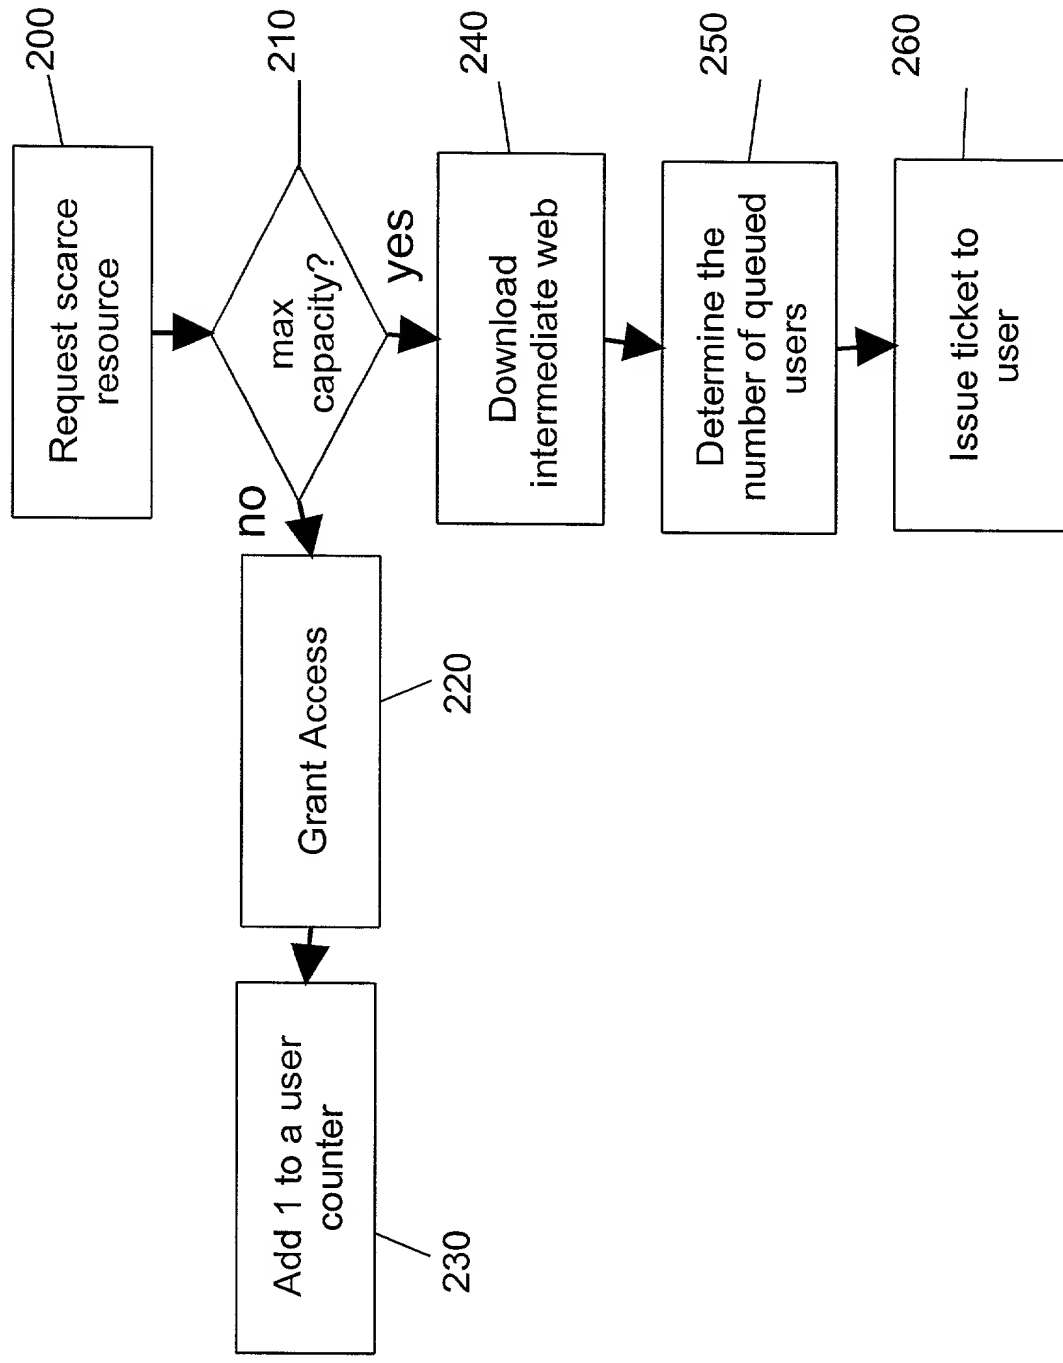 200
Request scarce
resource
210
max
capacity?
no
yes
Grant Access
220
Add 1 to a user
counter
230
240
Download
intermediate web
250
Determine the
number of queued
users
260
Issue ticket to
user